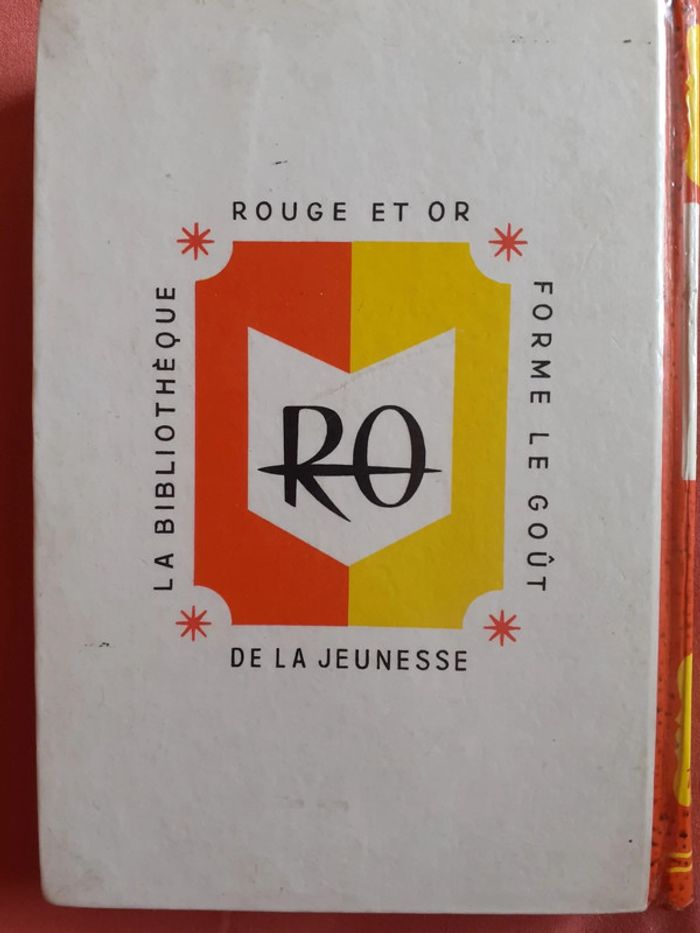 LA BIBLIOTHÈQUE
ROUGE ET OR
FORME LE GOÛT
DE LA JEUNESSE
RO